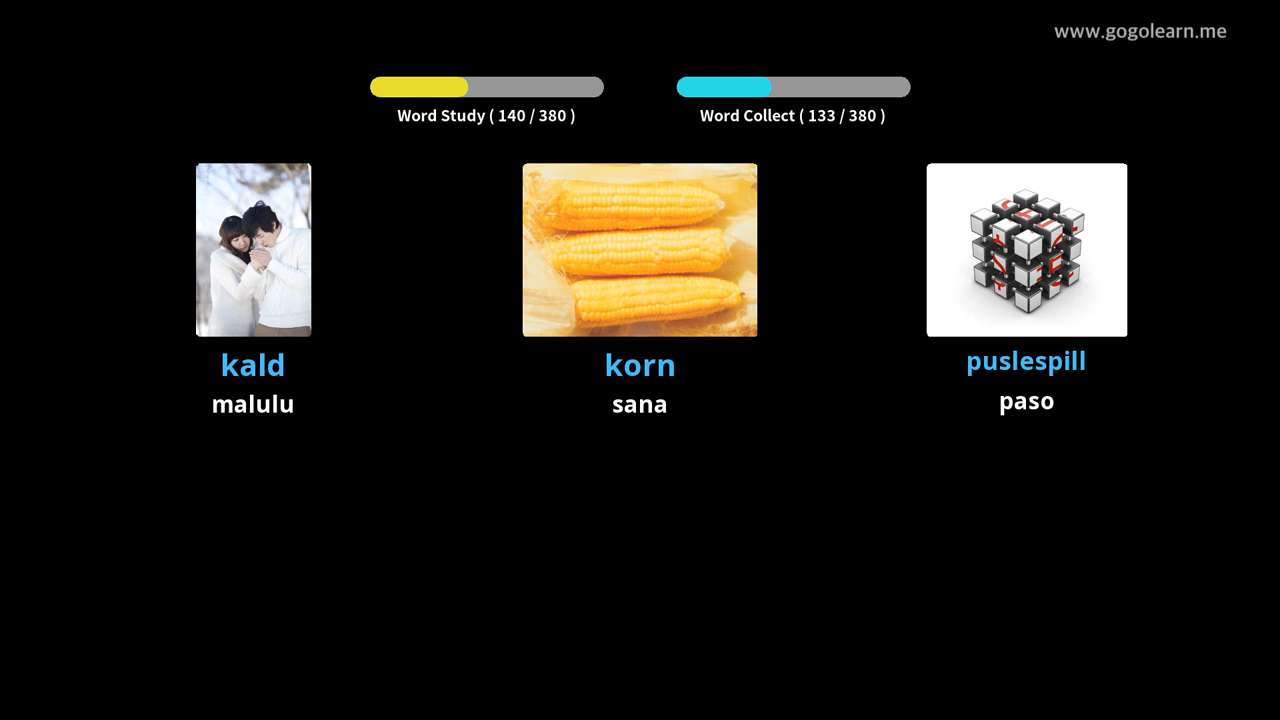 www.gogolearn.me
Word Study ( 140 / 380 )
Word Collect ( 133 / 380 )
kald
malulu
korn
sana
puslespill
paso